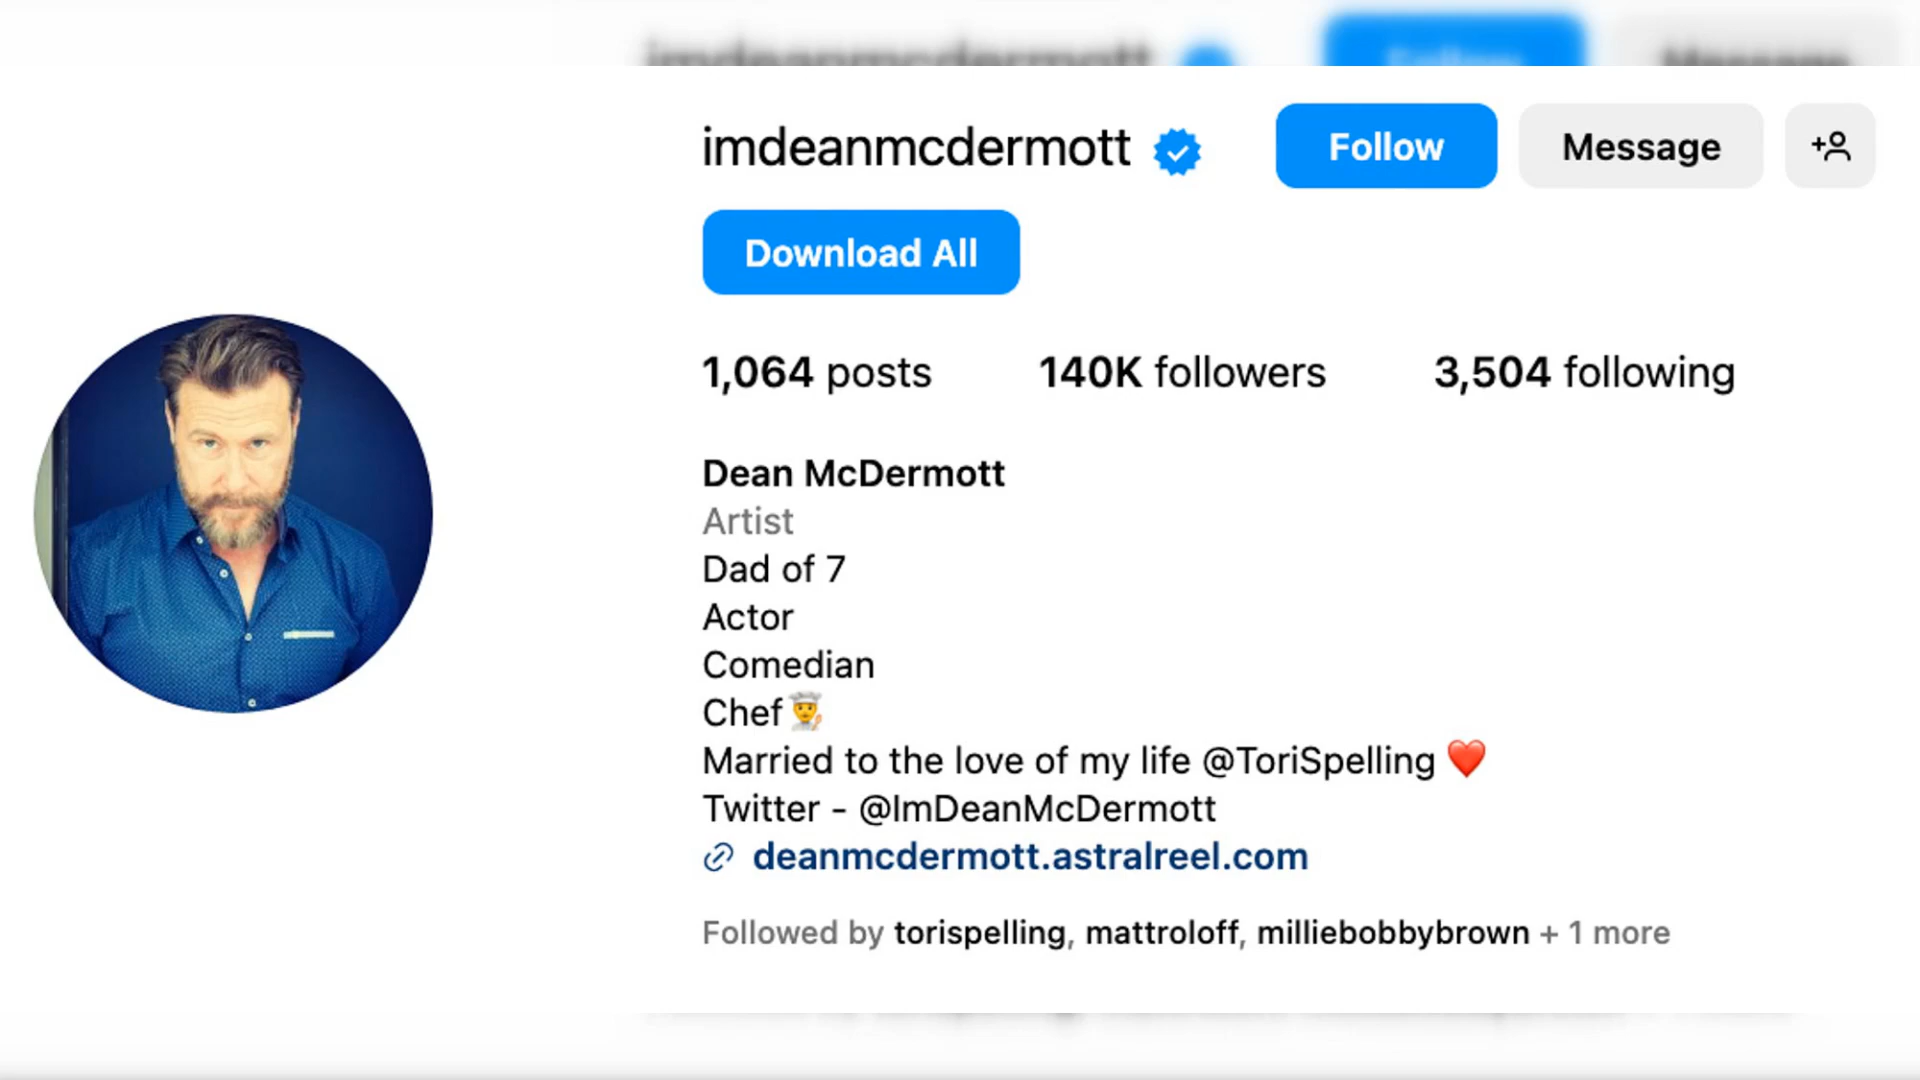 imdeanmcdermott
Follow
Message
Download All
1,064 posts
140K followers
3,504 following
Dean McDermott
Artist
Dad of 7
Actor
Comedian
Chef👨‍🍳
Married to the love of my life @ToriSpelling ❤️
Twitter - @ImDeanMcDermott
deanmcdermott.astralreel.com
Followed by torispelling, mattroloff, milliebobbybrown + 1 more